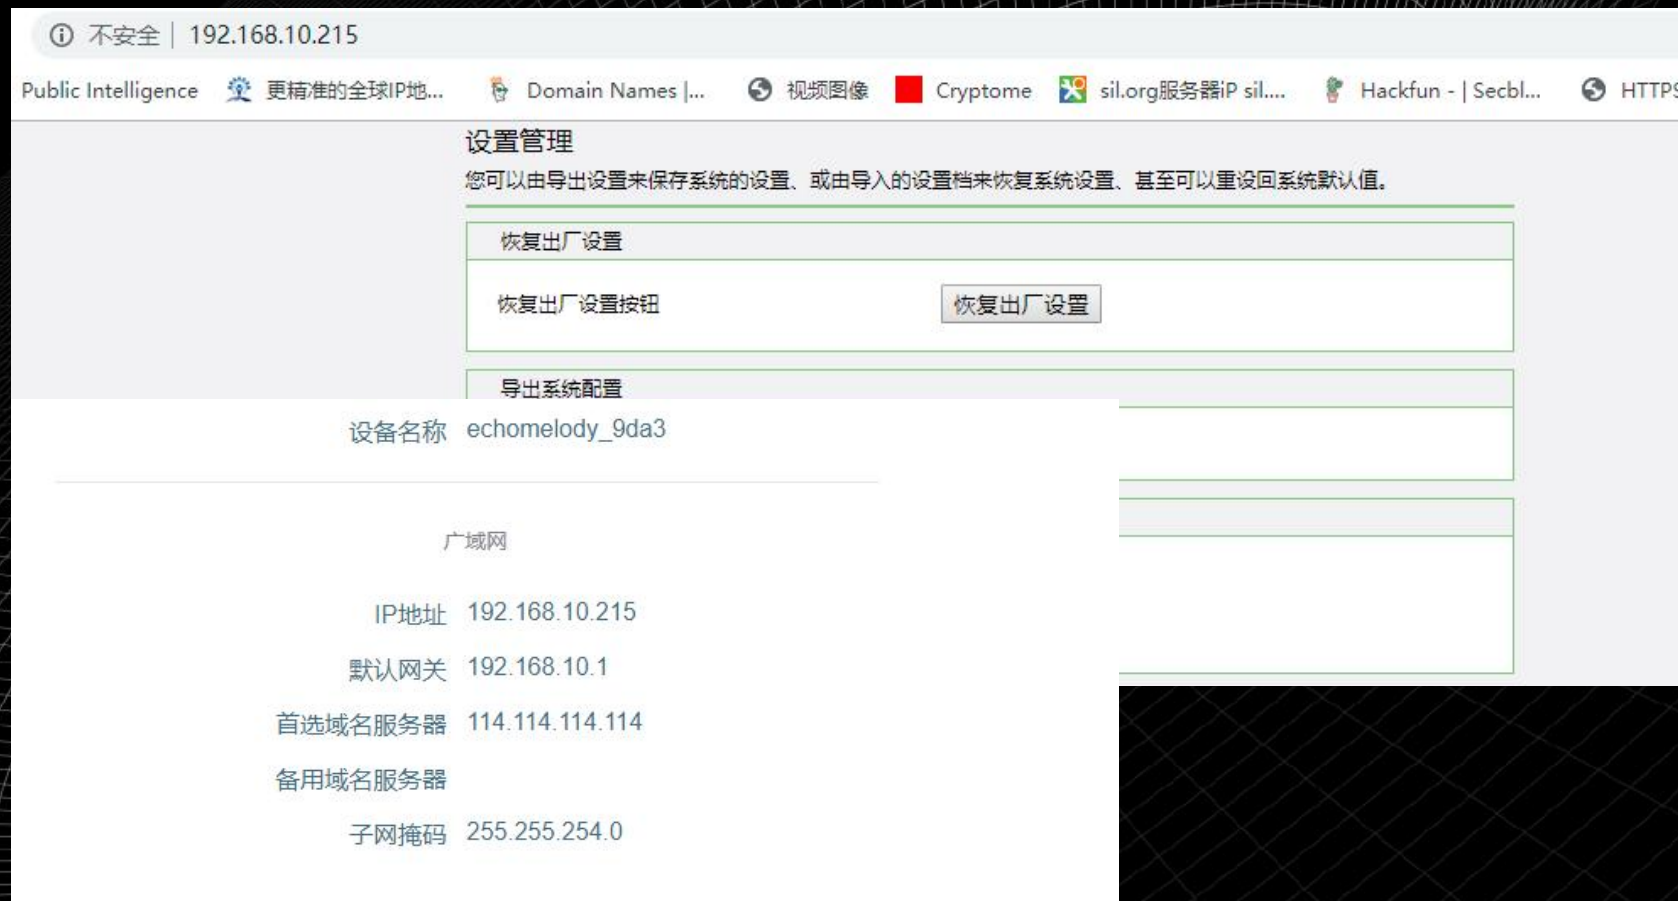 不安全 | 192.168.10.215
Public Intelligence 更精准的全球IP地... Domain Names |... 视频图像 Cryptome sil.org服务器iP sil.... Hackfun - | Secbl... HTTPS
设置管理
您可以由导出设置来保存系统的设置、或由导入的设置档来恢复系统设置、甚至可以重设回系统默认值。
恢复出厂设置
恢复出厂设置按钮 恢复出厂设置
导出系统配置
设备名称 echomelody_9da3
广域网
IP地址 192.168.10.215
默认网关 192.168.10.1
首选域名服务器 114.114.114.114
备用域名服务器
子网掩码 255.255.254.0